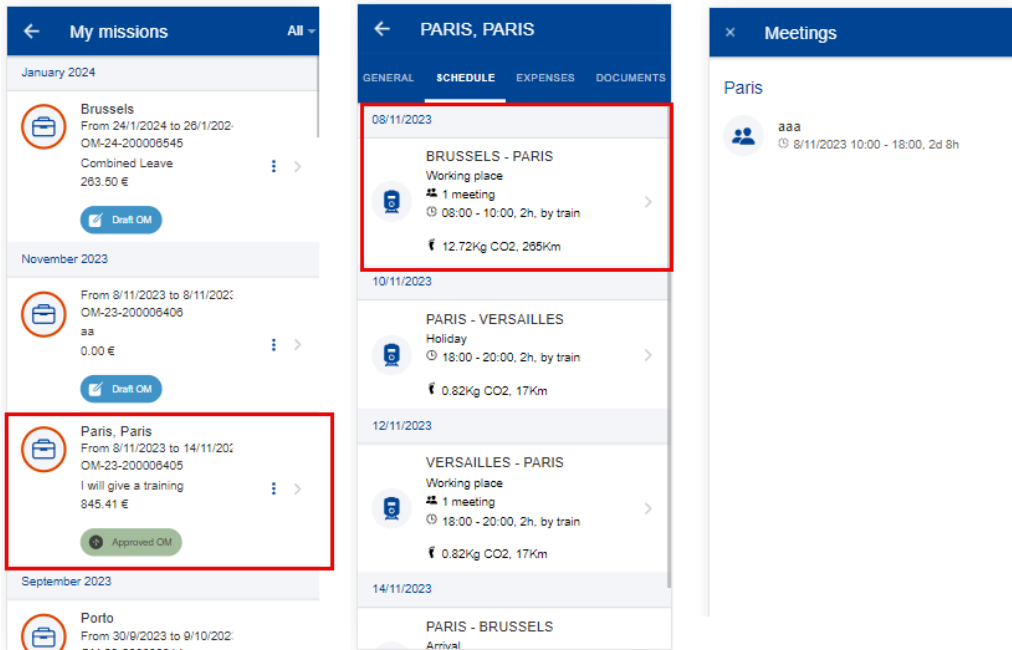 My missions
All
January 2024
Brussels
From 24/1/2024 to 26/1/202
OM-24-200006545
Combined Leave
263.50 €
Draft OM
November 2023
From 8/11/2023 to 8/11/202
OM-23-200006406
aa
0.00 €
Draft OM
Paris, Paris
From 8/11/2023 to 14/11/202
OM-23-200006405
I will give a training
845.41 €
Approved OM
September 2023
Porto
From 30/9/2023 to 9/10/202
PARIS, PARIS
GENERAL SCHEDULE EXPENSES DOCUMENTS
08/11/2023
BRUSSELS - PARIS
Working place
1 meeting
08:00 - 10:00, 2h, by train
12.72Kg CO2, 265Km
10/11/2023
PARIS - VERSAILLES
Holiday
18:00 - 20:00, 2h, by train
0.82Kg CO2, 17Km
12/11/2023
VERSAILLES - PARIS
Working place
1 meeting
18:00 - 20:00, 2h, by train
0.82Kg CO2, 17Km
14/11/2023
PARIS - BRUSSELS
Arrival
Meetings
Paris
aaa
8/11/2023 10:00 - 18:00, 2d 8h